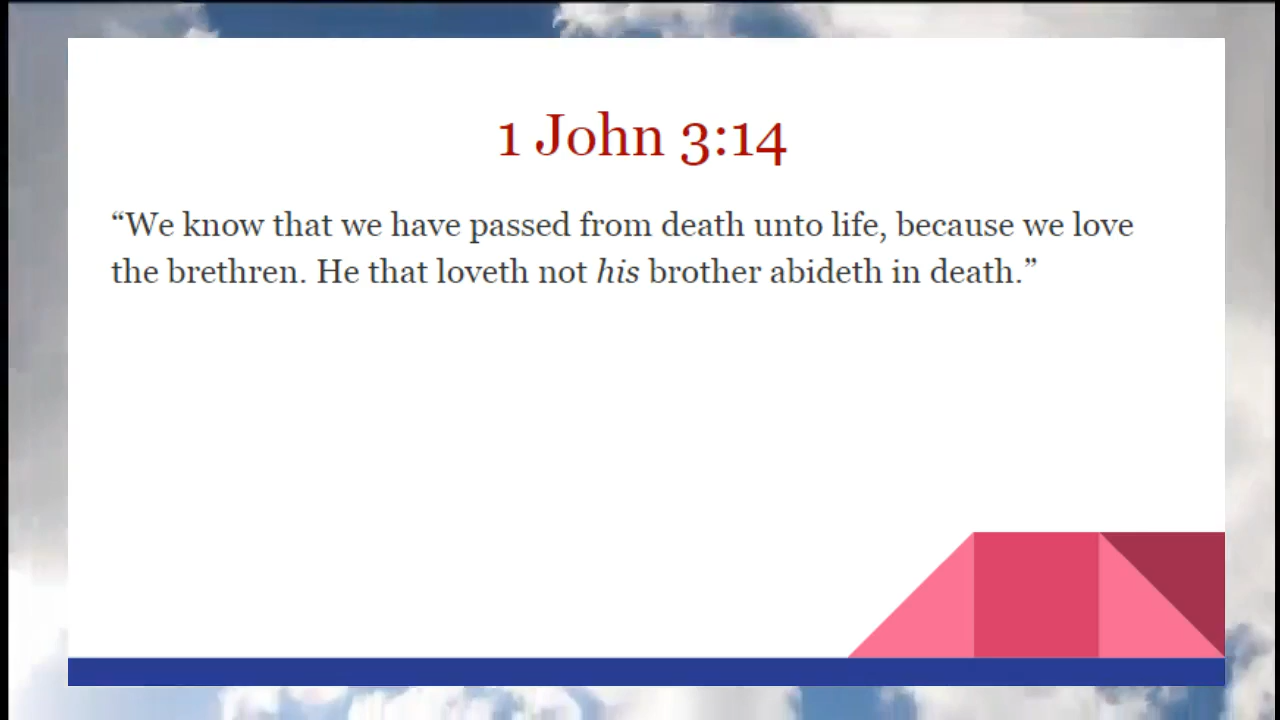 1 John 3:14
“We know that we have passed from death unto life, because we love
the brethren. He that loveth not his brother abideth in death.”